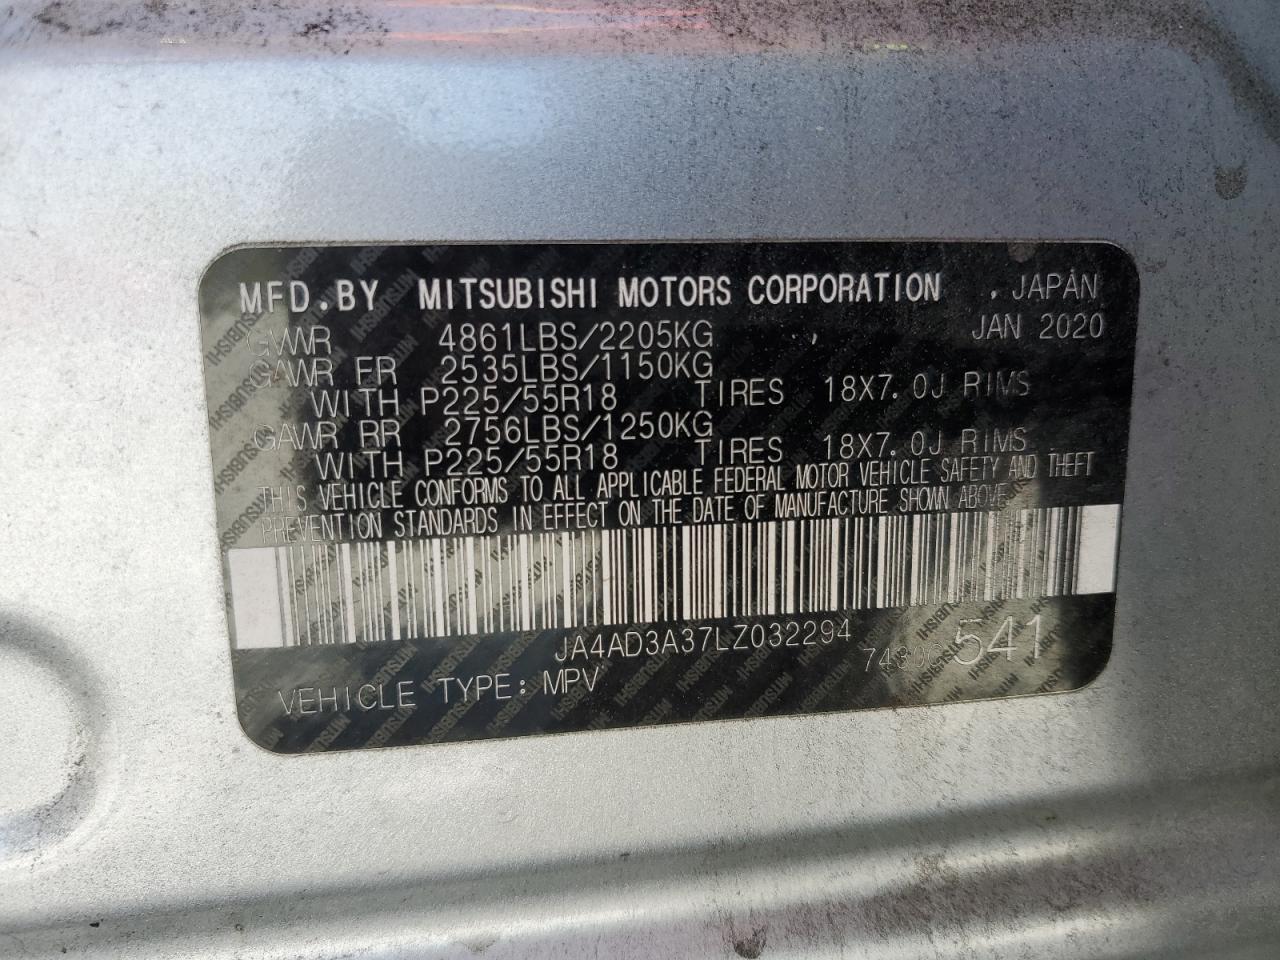 MFD.BY MITSUBISHI MOTORS CORPORATION . JAPAN
GVWR 4861LBS/2205KG JAN 2020
GAWR FR 2535LBS/1150KG
WITH P225/55R18 TIRES 18X7.0J RIMS
GAWR RR 2756LBS/1250KG
WITH P225/55R18 TIRES 18X7.0J RIMS
THIS VEHICLE CONFORMS TO ALL APPLICABLE FEDERAL MOTOR VEHICLE SAFETY AND THEFT
PREVENTION STANDARDS IN EFFECT ON THE DATE OF MANUFACTURE SHOWN ABOVE.
JA4AD3A37LZ032294
541
VEHICLE TYPE: MPV